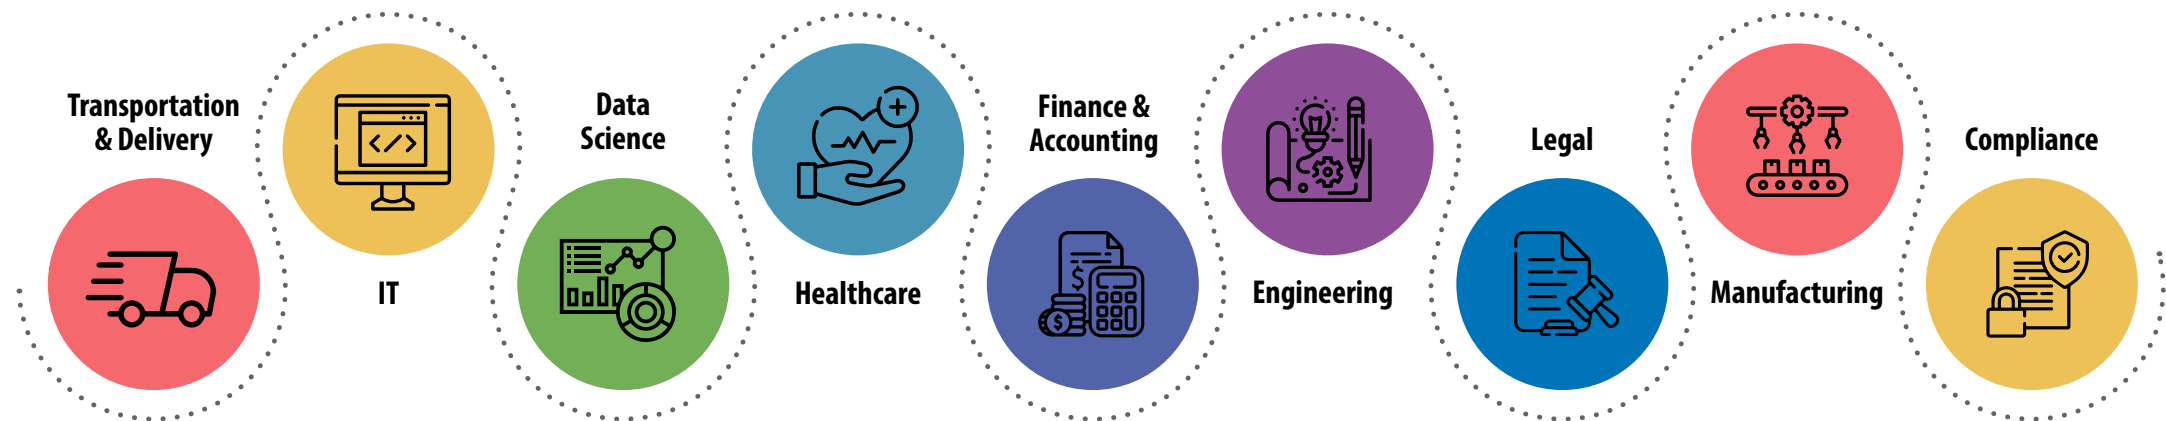 Transportation
& Delivery
IT
Data
Science
Healthcare
Finance &
Accounting
Engineering
Legal
Manufacturing
Compliance